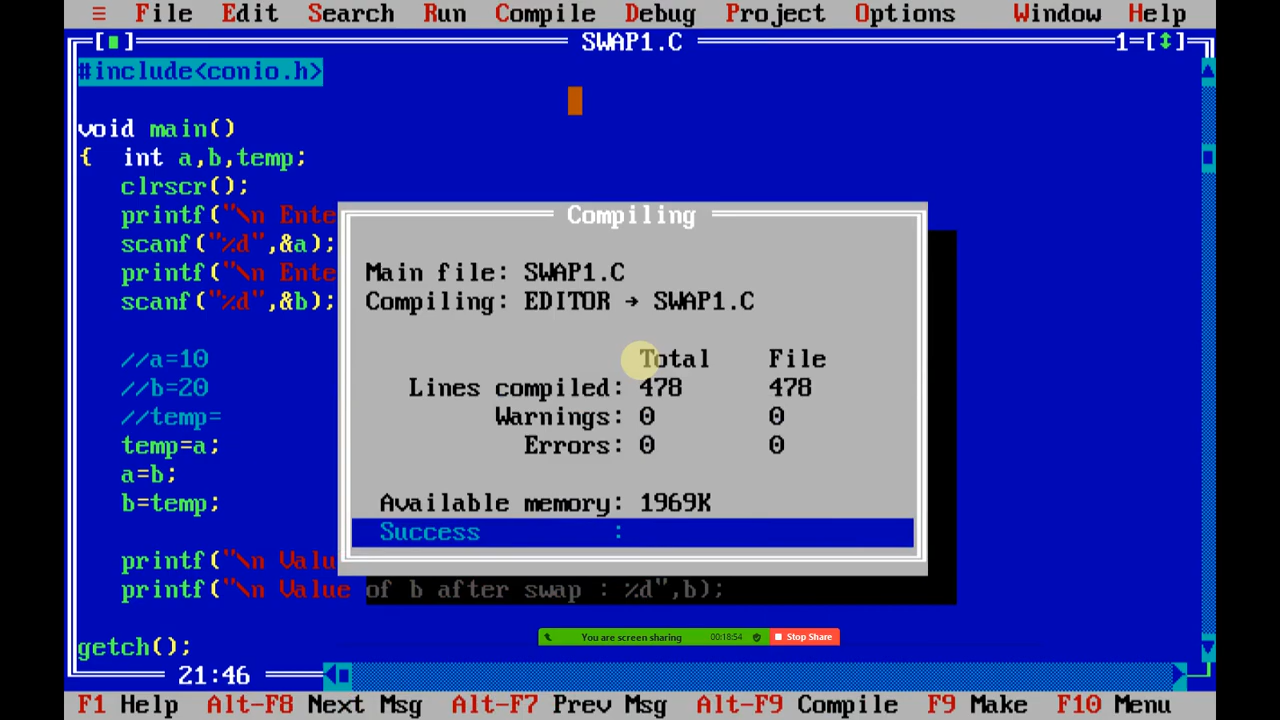 ≡ File Edit Search Run Compile Debug Project Options Window Help
[■] SWAP1.C 1=[↕]
#include<conio.h>
void main()
{ int a,b,temp;
clrscr();
printf("\n Ente
scanf("%d",&a);
printf("\n Ente
scanf("%d",&b);
//a=10
//b=20
//temp=
temp=a;
a=b;
b=temp;
printf("\n Valu
printf("\n Value of b after swap : %d",b);
getch();
Compiling
Main file: SWAP1.C
Compiling: EDITOR → SWAP1.C
Total File
Lines compiled: 478 478
Warnings: 0 0
Errors: 0 0
Available memory: 1969K
Success :
You are screen sharing 00:18:54 Stop Share
21:46
F1 Help Alt-F8 Next Msg Alt-F7 Prev Msg Alt-F9 Compile F9 Make F10 Menu